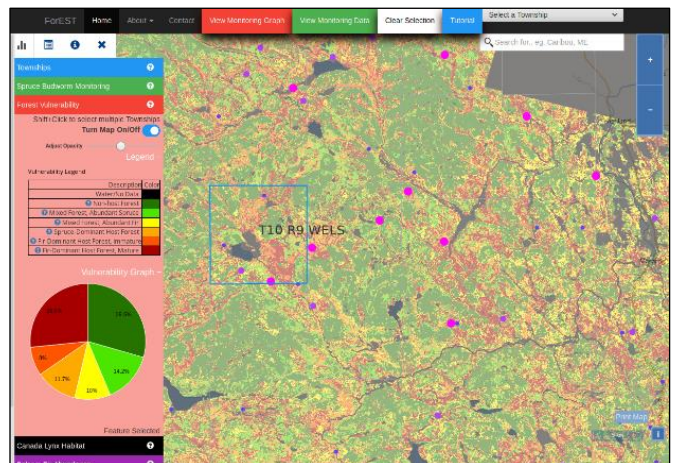 ForEST Home About Contact View Monitoring Graph View Monitoring Data Clear Selection Tutorial Select a Township
Search for.. eg. Caribou, ME
Townships
Spruce Budworm Monitoring
Forest Vulnerability
Shift+Click to select multiple Townships
Turn Map On/Off
Adjust Opacity
Legend
Vulnerability Legend
Description Color
Water/No Data
Non-host Forest
Mixed Forest, Abundant Spruce
Mixed Forest, Abundant Fir
Spruce-Dominant Host Forest
Fir-Dominant Host Forest, Immature
Fir-Dominant Host Forest, Mature
Vulnerability Graph
14.2%
10%
11.7%
Feature Selected
T10 R9 WELS
+
-
Print Map
Canada Lynx Habitat